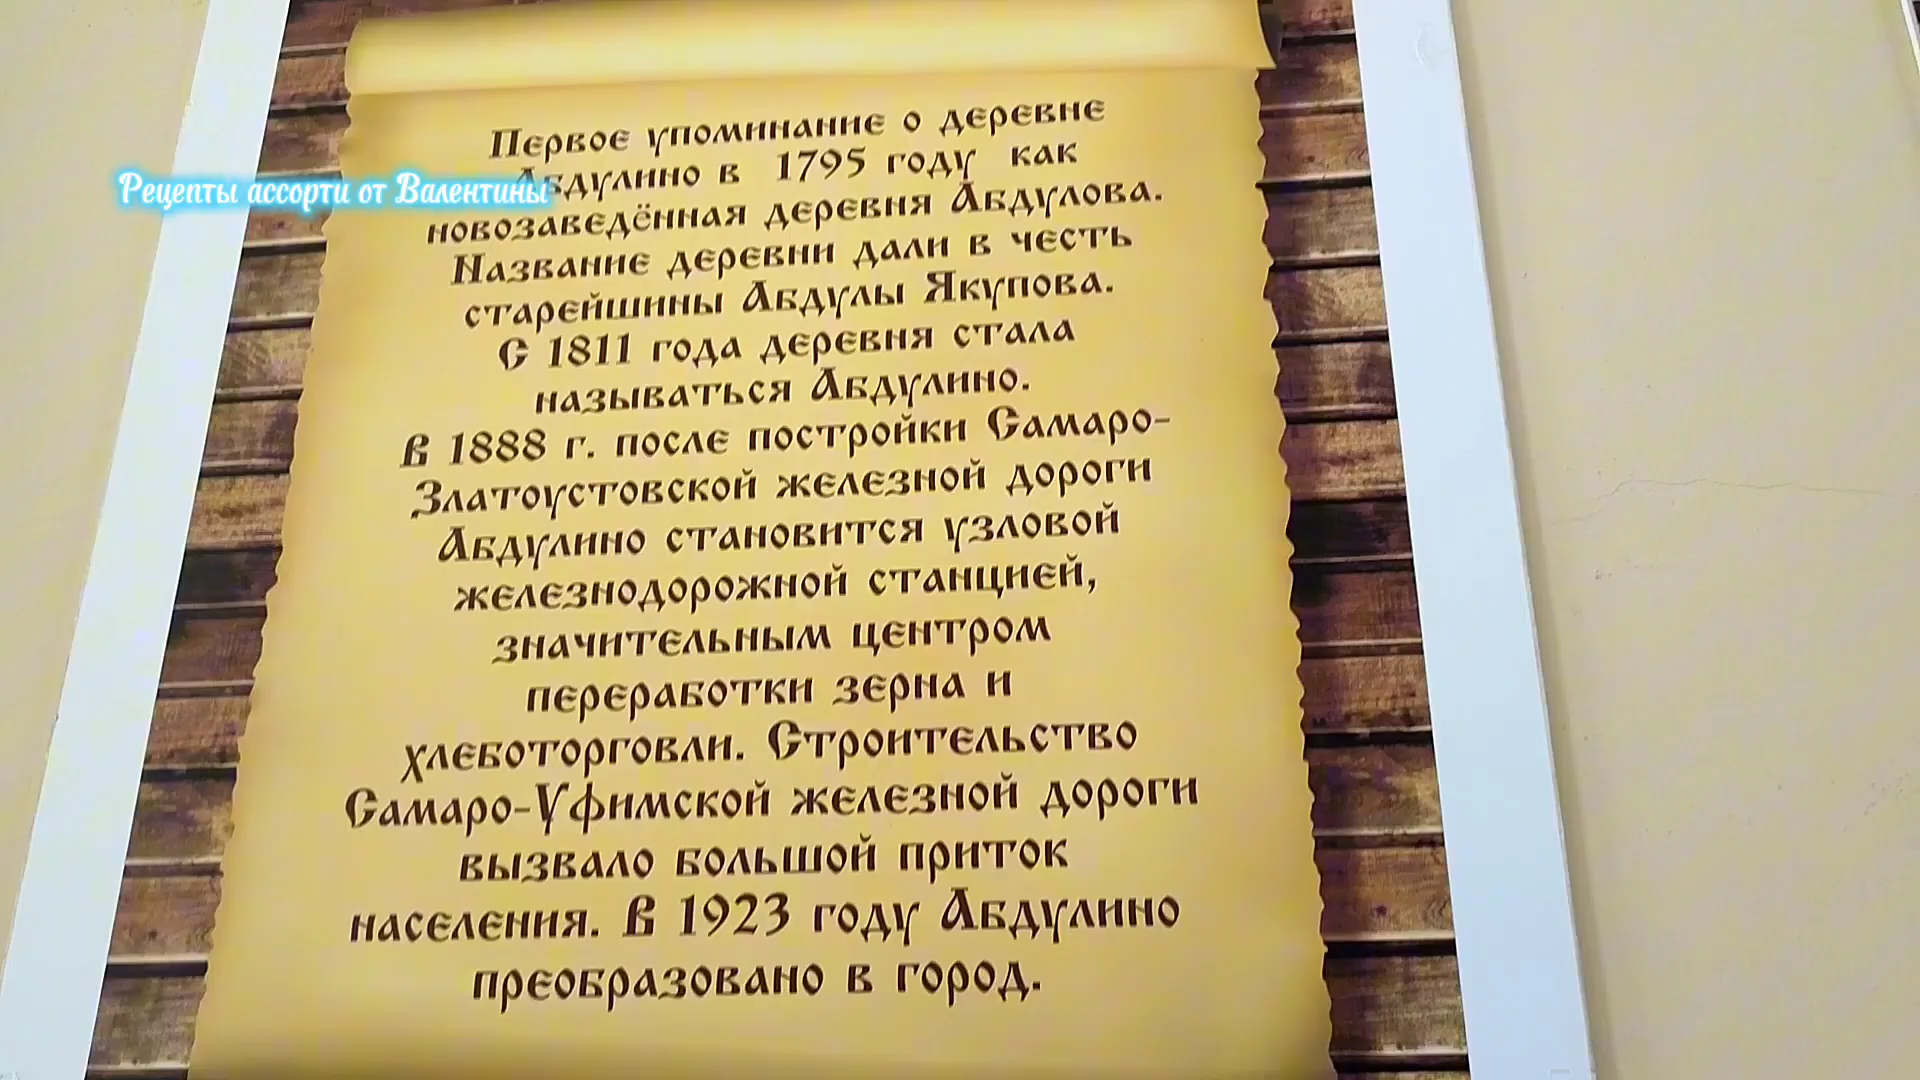 Первое упоминание о деревне
Абдулино в 1795 году как
Рецепты ассорти от Валентины
новозаведённая деревня Абдулова.
Название деревни дали в честь
старейшины Абдулы Якупова.
С 1811 года деревня стала
называться Абдулино.
В 1888 г. после постройки Самаро-
Златоустовской железной дороги
Абдулино становится узловой
железнодорожной станцией,
значительным центром
переработки зерна и
хлеботорговли. Строительство
Самаро-Уфимской железной дороги
вызвало большой приток
населения. В 1923 году Абдулино
преобразовано в город.